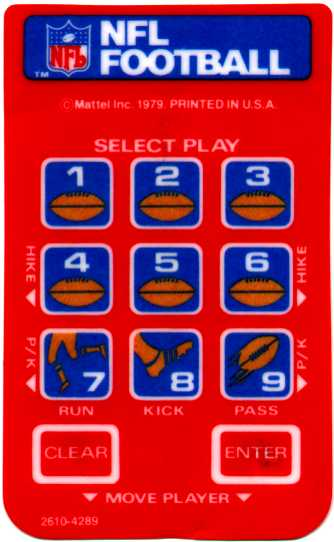 NFL
NFL
FOOTBALL
TM
©Mattel Inc. 1979. PRINTED IN U.S.A.
SELECT PLAY
1 2 3
HIKE 4 5 6 HIKE
P/K 7 8 9 P/K
RUN KICK PASS
CLEAR ENTER
MOVE PLAYER
2610-4289